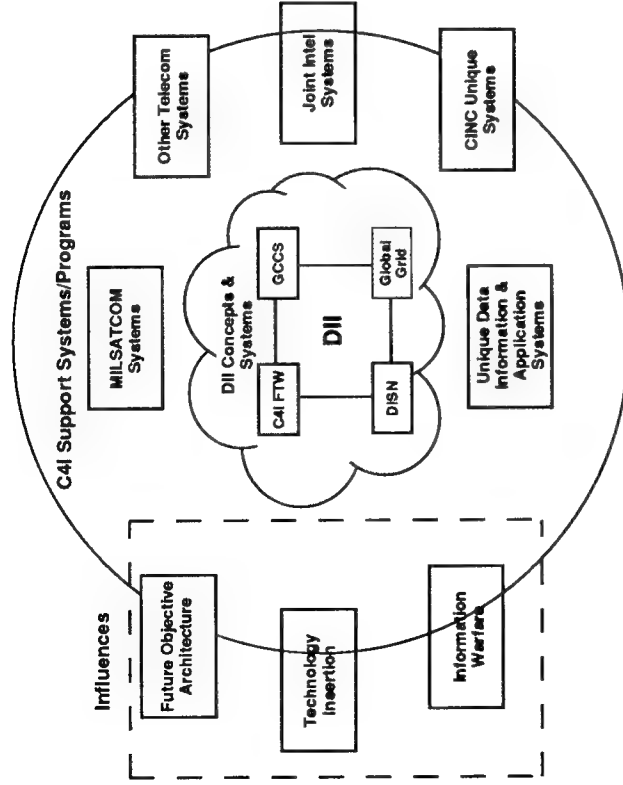 C4I Support Systems/Programs
Influences
Future Objective
Architecture
MILSATCOM
Systems
Other Telecom
Systems
DII Concepts &
Systems
C4I FTW
GCCS
Technology
Insertion
DII
Joint Intel
Systems
DISN
Global
Grid
Information
Warfare
Unique Data
Information &
Application
Systems
CINC Unique
Systems